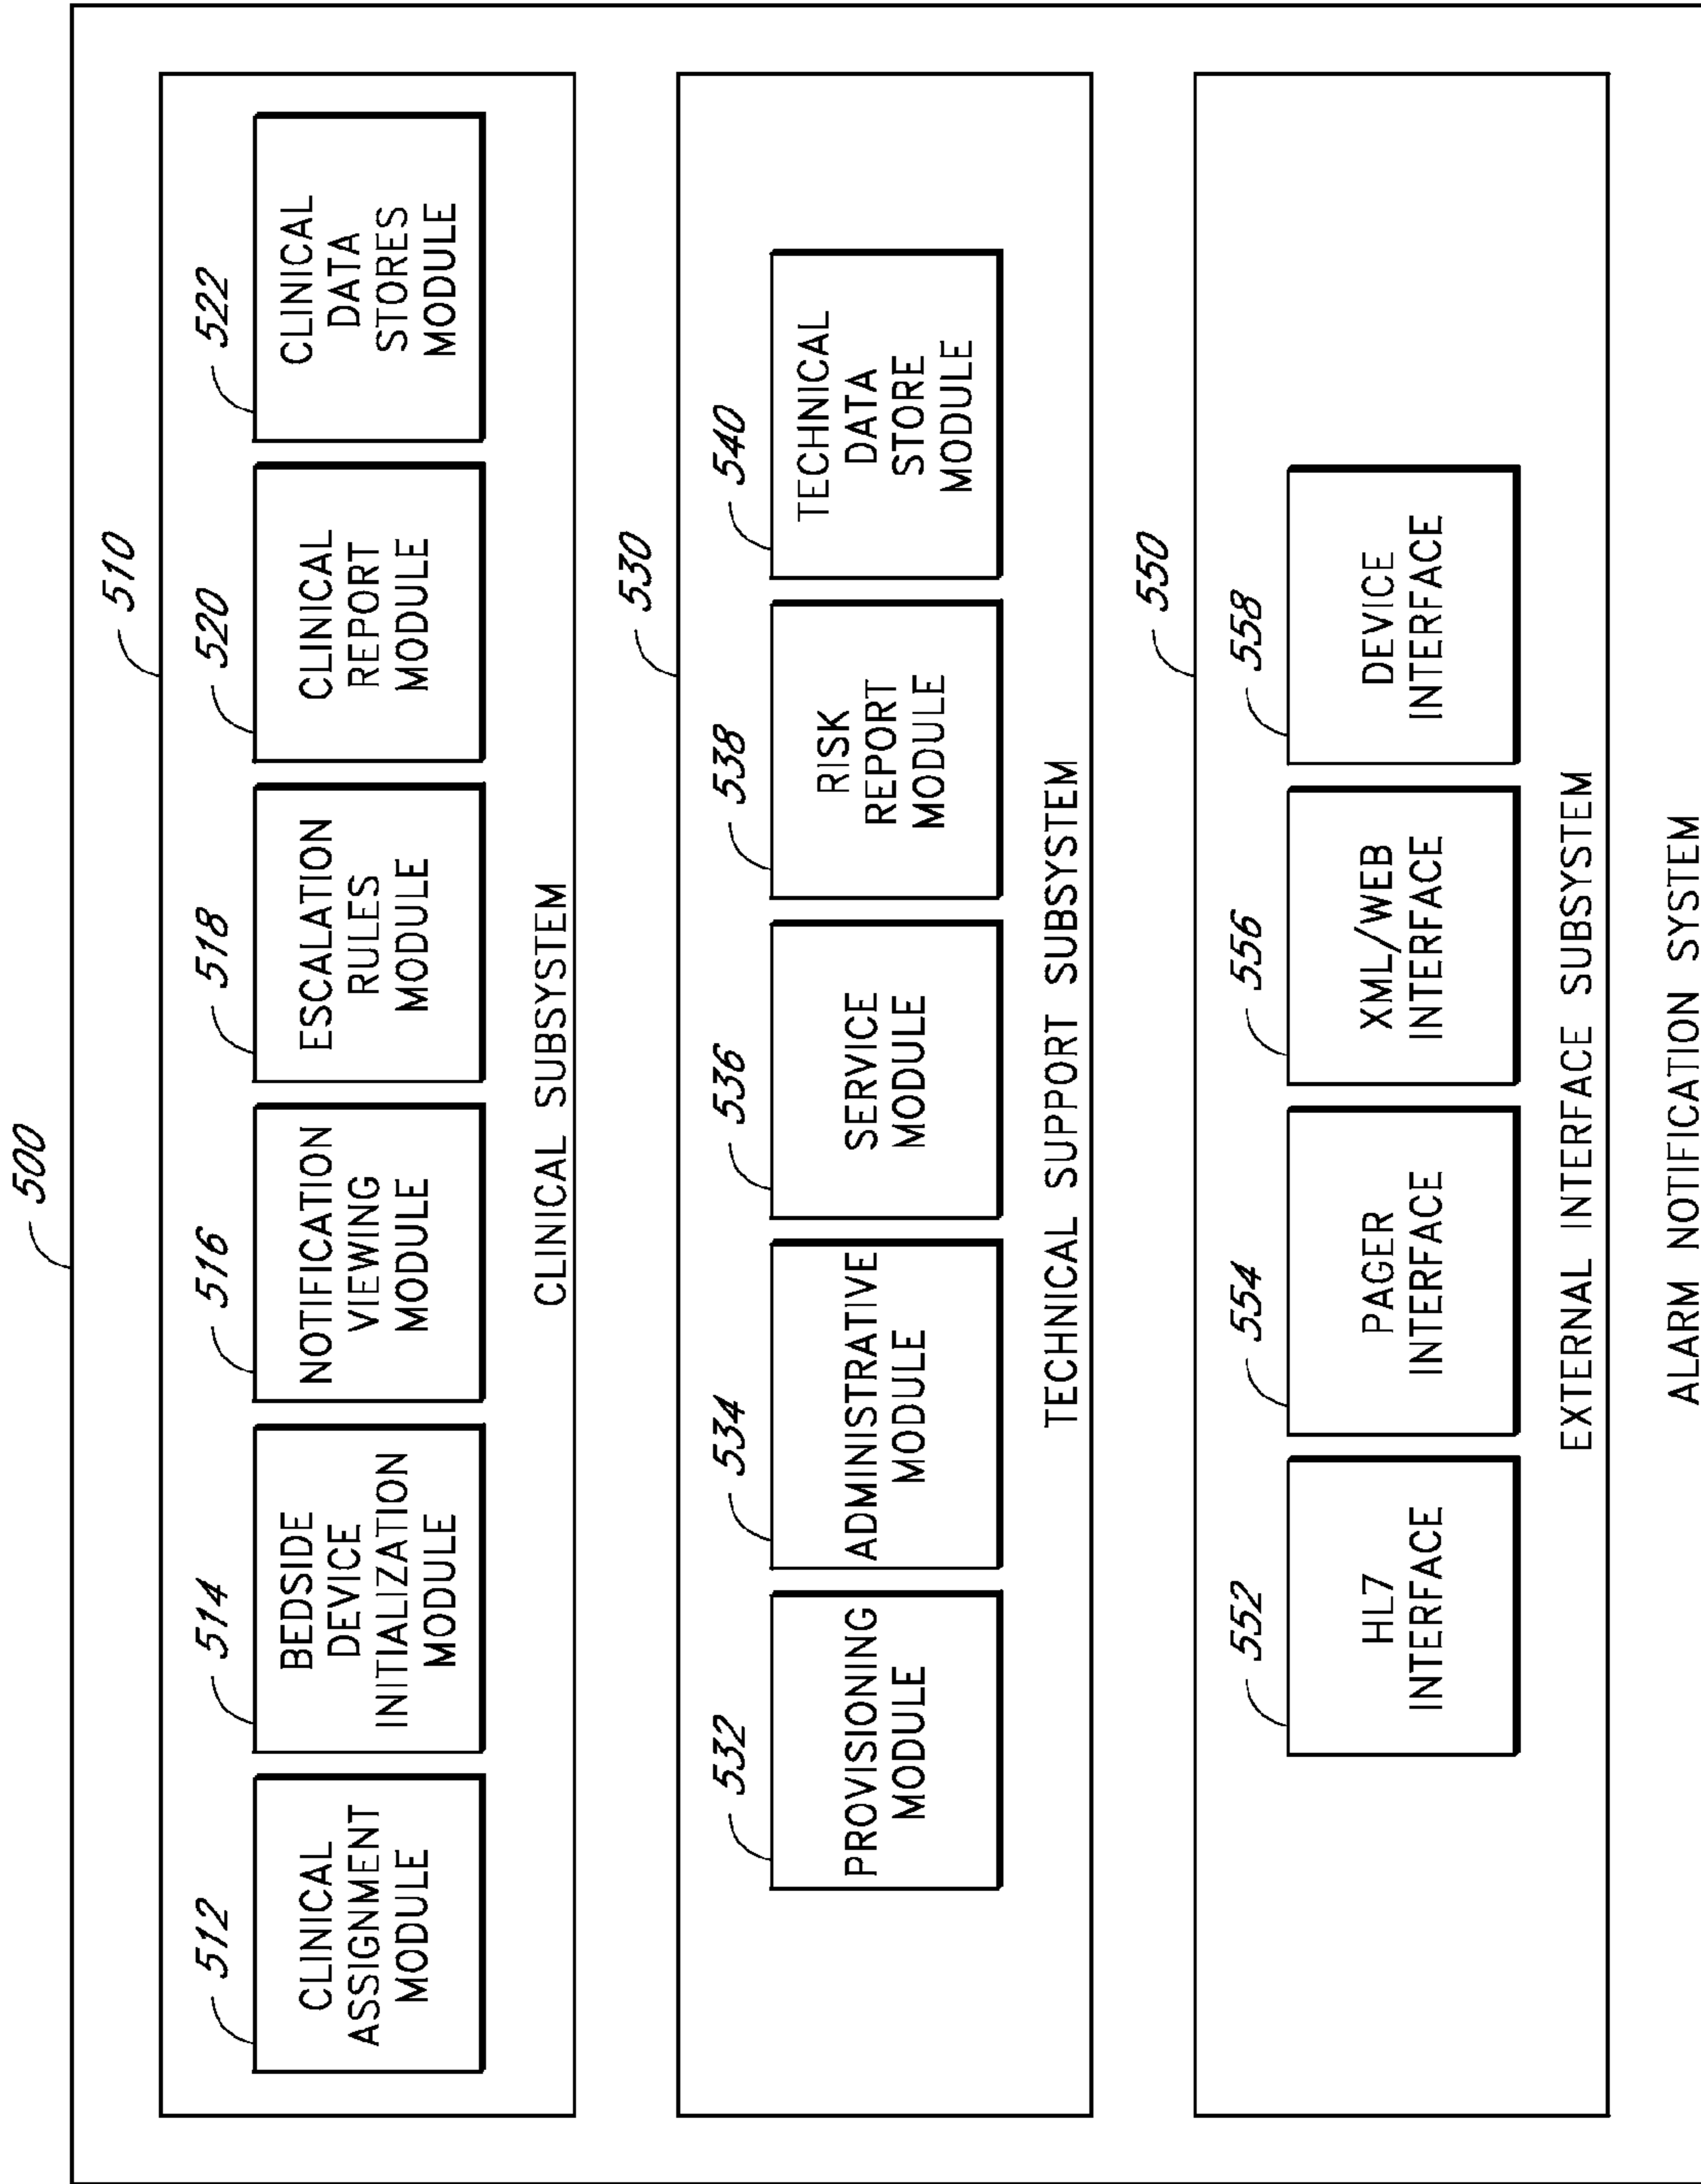 500
510
512
CLINICAL
ASSIGNMENT
MODULE
514
BEDSIDE
DEVICE
INITIALIZATION
MODULE
516
NOTIFICATION
VIEWING
MODULE
518
ESCALATION
RULES
MODULE
520
CLINICAL
REPORT
MODULE
522
CLINICAL
DATA
STORES
MODULE
CLINICAL SUBSYSTEM
530
532
PROVISIONING
MODULE
534
ADMINISTRATIVE
MODULE
536
SERVICE
MODULE
538
RISK
REPORT
MODULE
540
TECHNICAL
DATA
STORE
MODULE
TECHNICAL SUPPORT SUBSYSTEM
550
552
HL7
INTERFACE
554
PAGER
INTERFACE
556
XML/WEB
INTERFACE
558
DEVICE
INTERFACE
EXTERNAL INTERFACE SUBSYSTEM
ALARM NOTIFICATION SYSTEM